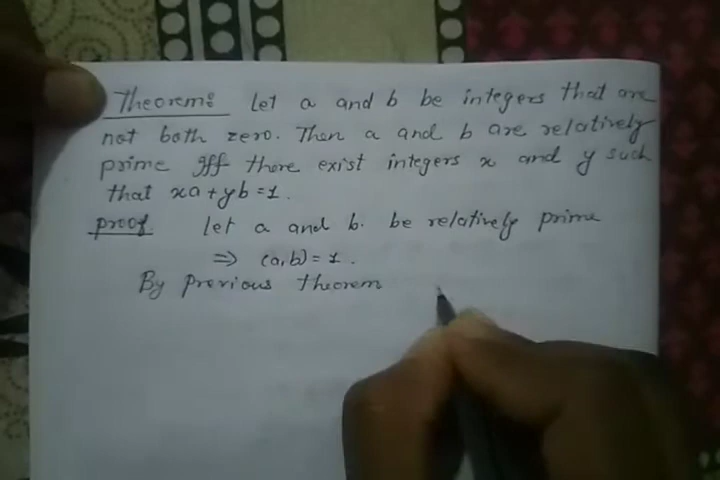 Theorem: Let a and b be integers that are
not both zero. Then a and b are relatively
prime iff there exist integers x and y such
that xa+yb=1.
proof let a and b. be relatively prime
⇒ (a,b)=1.
By previous theorem